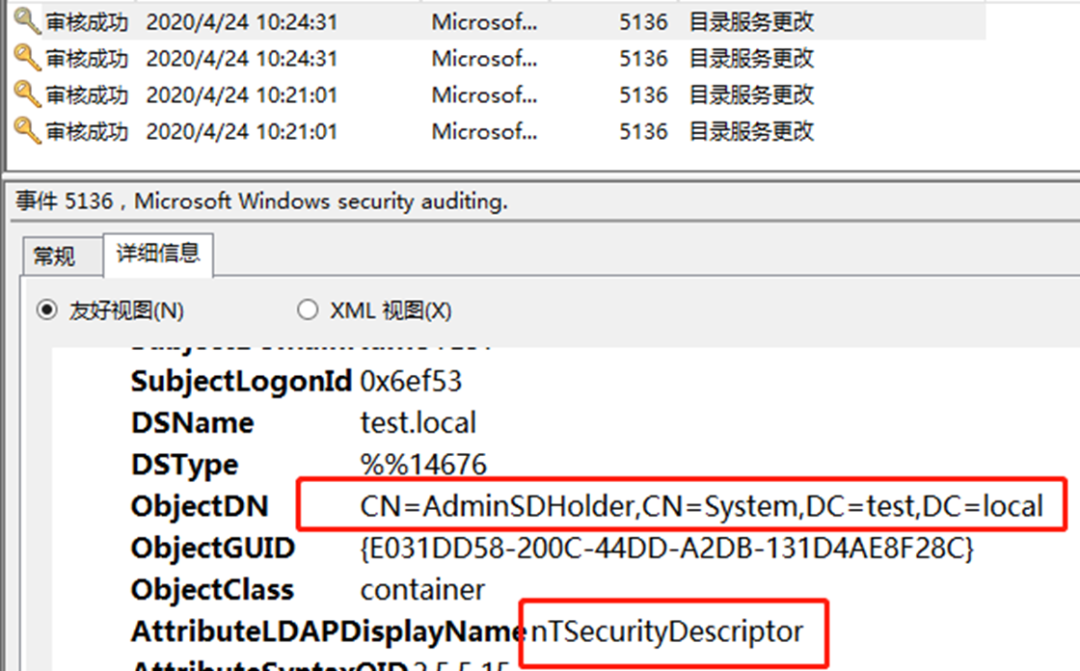 审核成功 2020/4/24 10:24:31 Microsof... 5136 目录服务更改
审核成功 2020/4/24 10:24:31 Microsof... 5136 目录服务更改
审核成功 2020/4/24 10:21:01 Microsof... 5136 目录服务更改
审核成功 2020/4/24 10:21:01 Microsof... 5136 目录服务更改
事件 5136，Microsoft Windows security auditing.
常规 详细信息
友好视图(N) XML 视图(X)
SubjectLogonId 0x6ef53
DSName test.local
DSType %%14676
ObjectDN CN=AdminSDHolder,CN=System,DC=test,DC=local
ObjectGUID {E031DD58-200C-44DD-A2DB-131D4AE8F28C}
ObjectClass container
AttributeLDAPDisplayName nTSecurityDescriptor
AttributeSyntaxOID 2.5.5.15